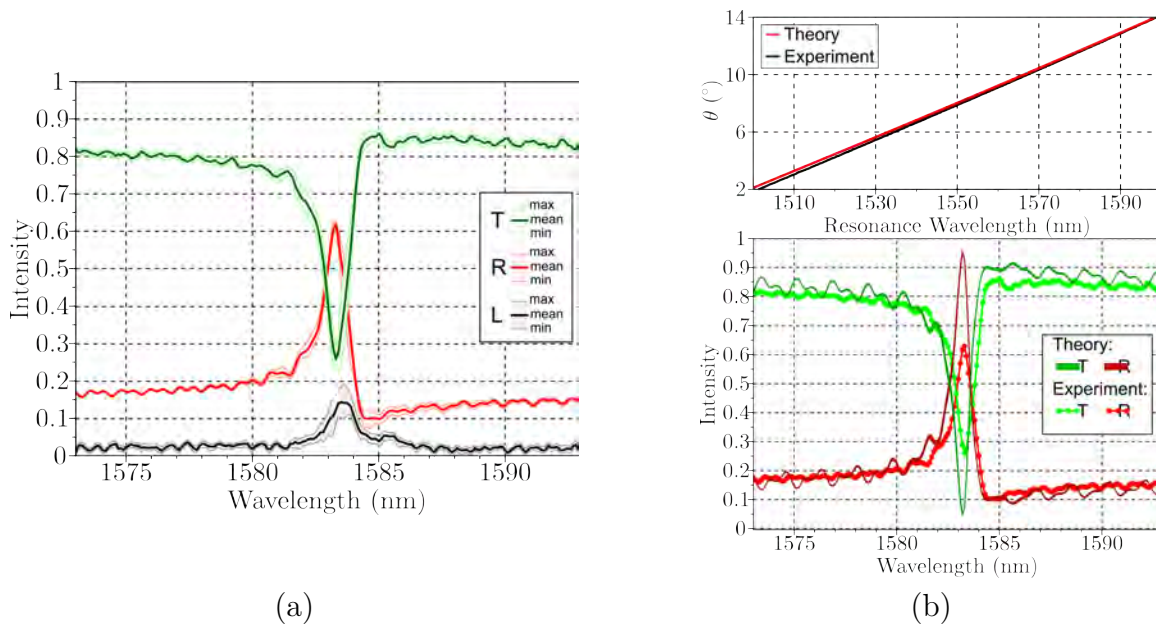 1
0.9
0.8
0.7
0.6
0.5
0.4
0.3
0.2
0.1
0
Intensity
1575
1580
1585
1590
Wavelength (nm)
T
max
mean
min
R
max
mean
min
L
max
mean
min
(a)
14
10
6
2
θ (°)
Theory
Experiment
1510
1530
1550
1570
1590
Resonance Wavelength (nm)
1
0.9
0.8
0.7
0.6
0.5
0.4
0.3
0.2
0.1
0
Intensity
Theory:
T R
Experiment:
T R
1575
1580
1585
1590
Wavelength (nm)
(b)